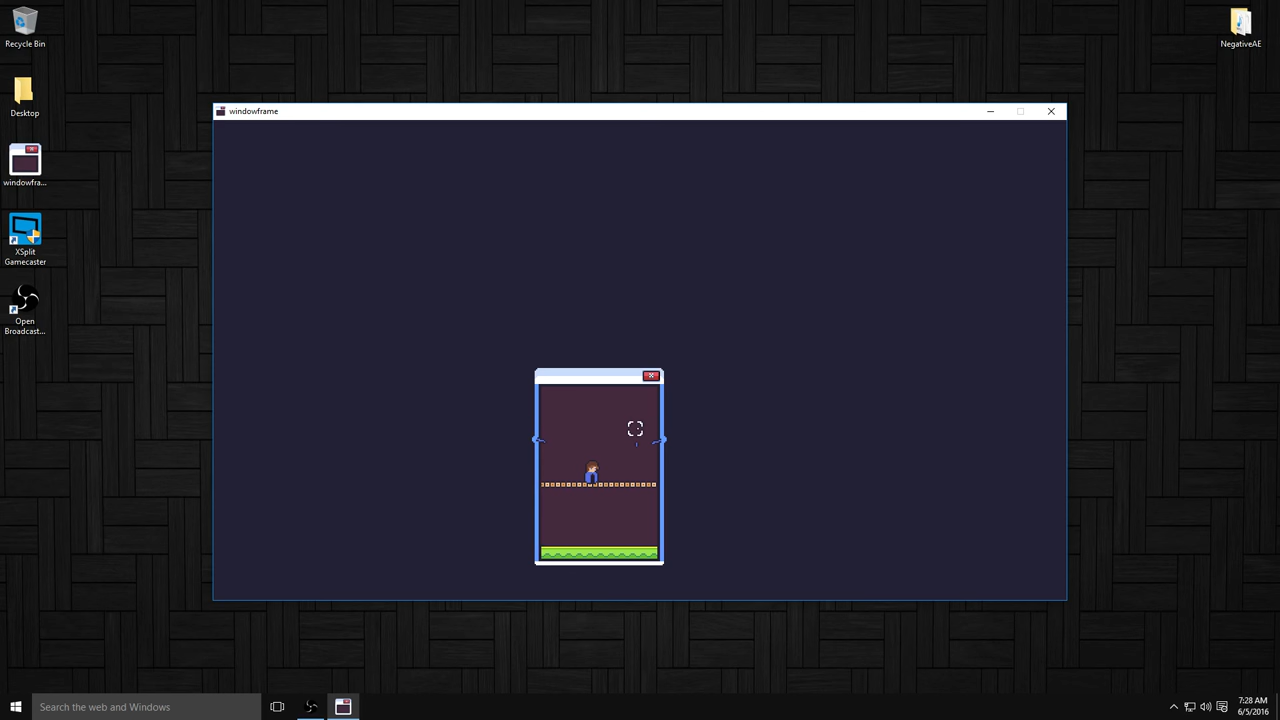 Recycle Bin
NegativeAE
Desktop
windowframe
windowfra...
XSplit
Gamecaster
Open
Broadcast...
Search the web and Windows
7:28 AM
6/5/2016